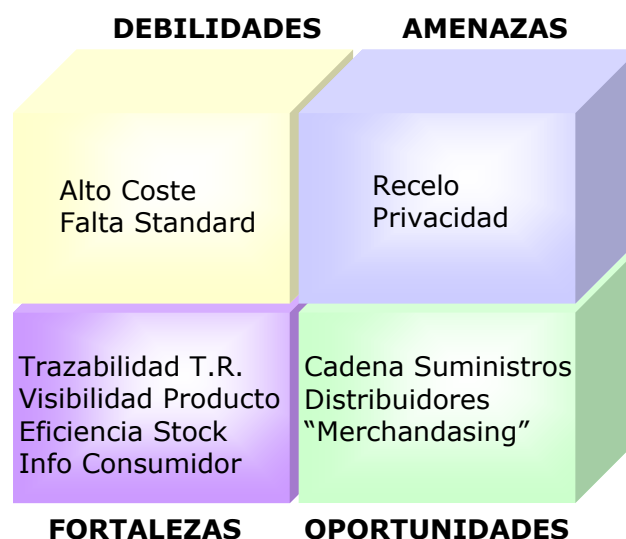 DEBILIDADES
AMENAZAS
Alto Coste
Falta Standard
Recelo
Privacidad
Trazabilidad T.R.
Visibilidad Producto
Eficiencia Stock
Info Consumidor
Cadena Suministros
Distribuidores
“Merchandasing”
FORTALEZAS
OPORTUNIDADES